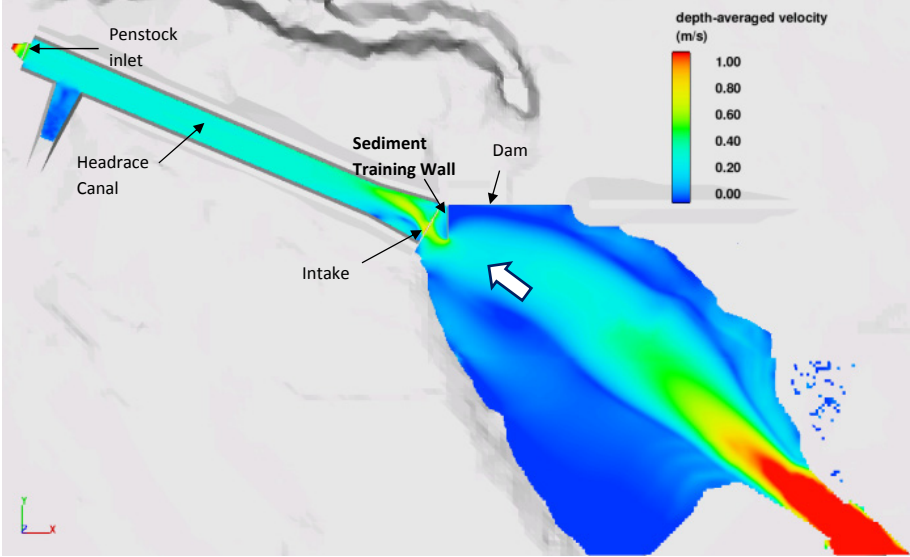 depth-averaged velocity
(m/s)
1.00
0.80
0.60
0.40
0.20
0.00
Penstock
inlet
Headrace
Canal
Sediment
Training Wall
Dam
Intake
Y
Z
X